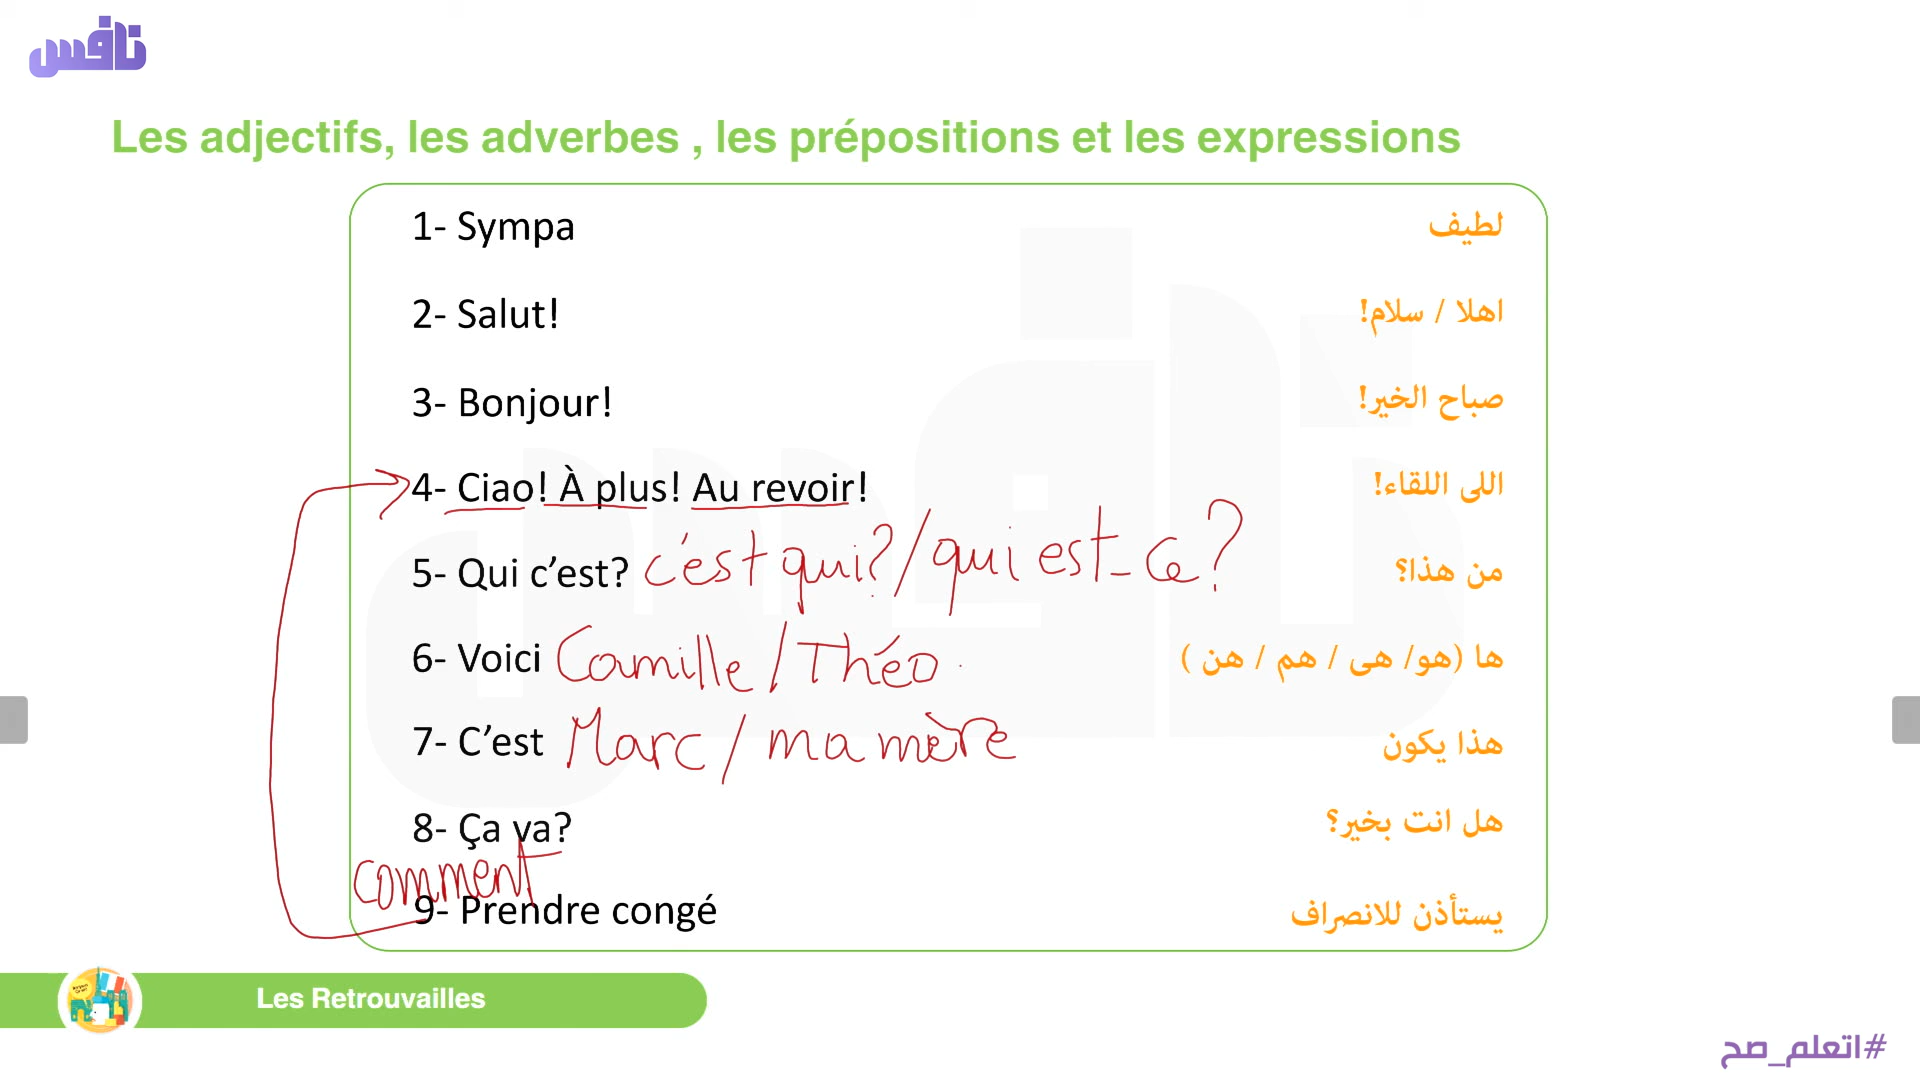 نافس
Les adjectifs, les adverbes , les prépositions et les expressions
1- Sympa لطيف
2- Salut! اهلا / سلام!
3- Bonjour! صباح الخير!
4- Ciao! À plus! Au revoir! اللى اللقاء!
5- Qui c’est? c'est qui? / qui est-ce? من هذا؟
6- Voici Camille / Théo ها (هو/ هى / هم / هن )
7- C’est Marc / ma mère هذا يكون
8- Ça va? هل انت بخير؟
comment
9- Prendre congé يستأذن للانصراف
Les Retrouvailles
#اتعلم_صح